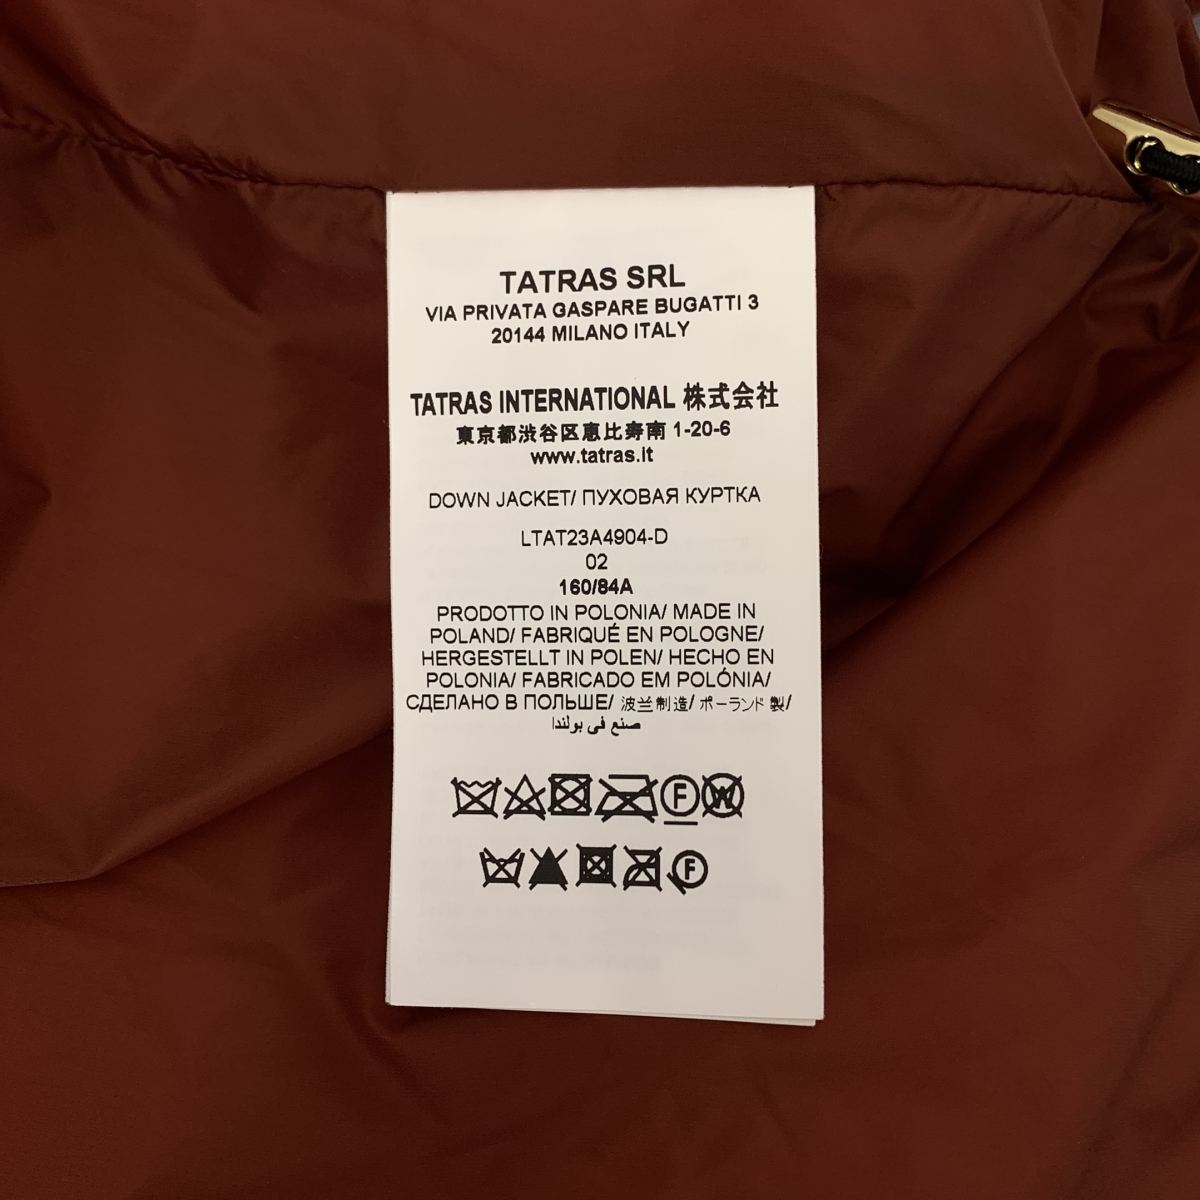 TATRAS SRL
VIA PRIVATA GASPARE BUGATTI 3
20144 MILANO ITALY
TATRAS INTERNATIONAL 株式会社
東京都渋谷区恵比寿南 1-20-6
www.tatras.it
DOWN JACKET/ ПУХОВАЯ КУРТКА
LTAT23A4904-D
02
160/84A
PRODOTTO IN POLONIA/ MADE IN
POLAND/ FABRIQUÉ EN POLOGNE/
HERGESTELLT IN POLEN/ HECHO EN
POLONIA/ FABRICADO EM POLÓNIA/
СДЕЛАНО В ПОЛЬШЕ/ 波兰制造/ ポーランド 製/
صنع في بولندا
F W
F